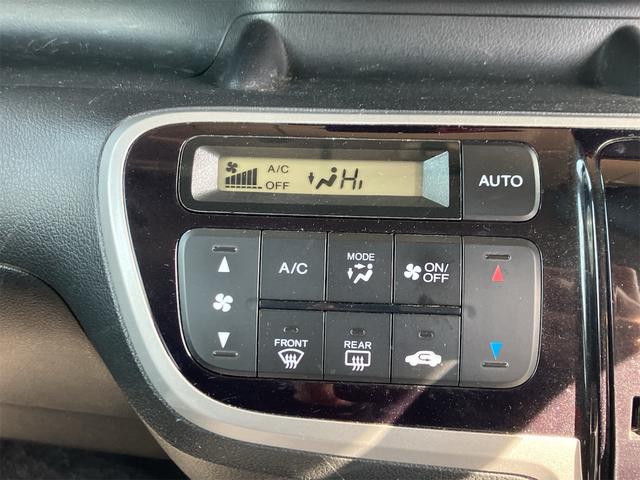 A/C
OFF
Hi
AUTO
A/C
MODE
ON/
OFF
FRONT
REAR